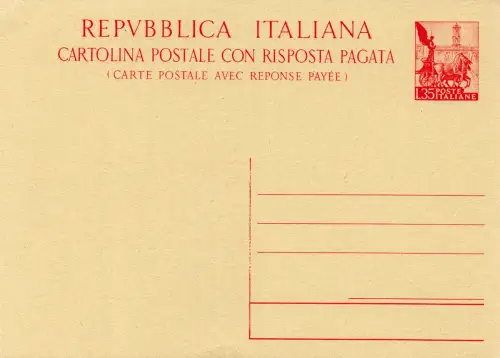 REPVBBLICA ITALIANA
CARTOLINA POSTALE CON RISPOSTA PAGATA
(CARTE POSTALE AVEC REPONSE PAYÉE)
L.35 POSTE
ITALIANE